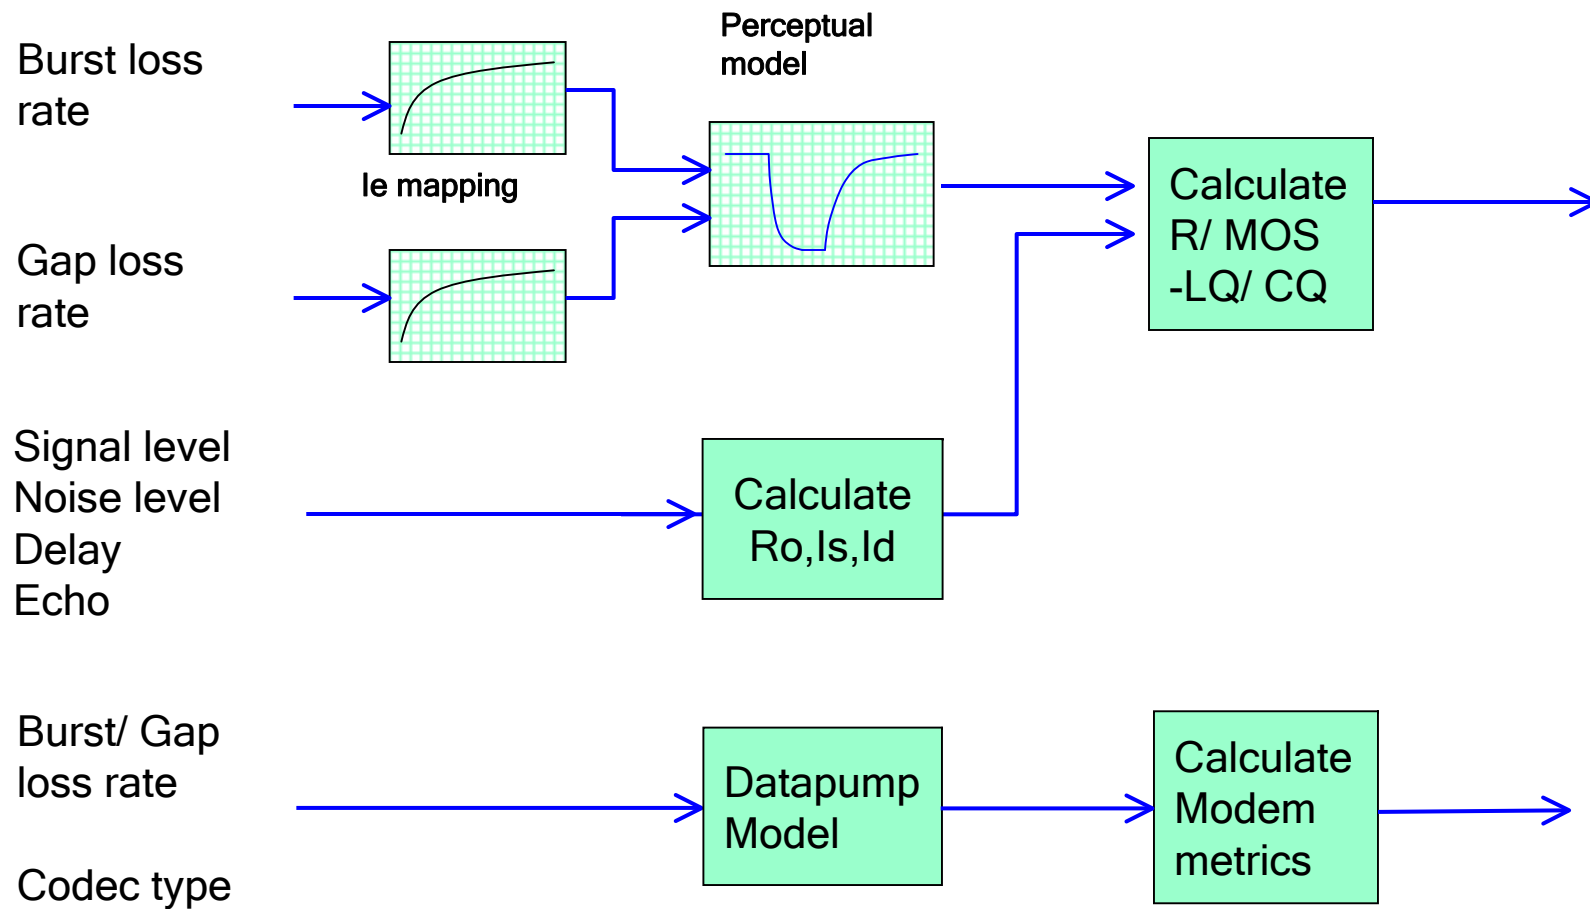 Burst loss
rate
Ie mapping
Perceptual
model
Gap loss
rate
Calculate
R/ MOS
-LQ/ CQ
Signal level
Noise level
Delay
Echo
Calculate
Ro,Is,Id
Burst/ Gap
loss rate
Codec type
Datapump
Model
Calculate
Modem
metrics